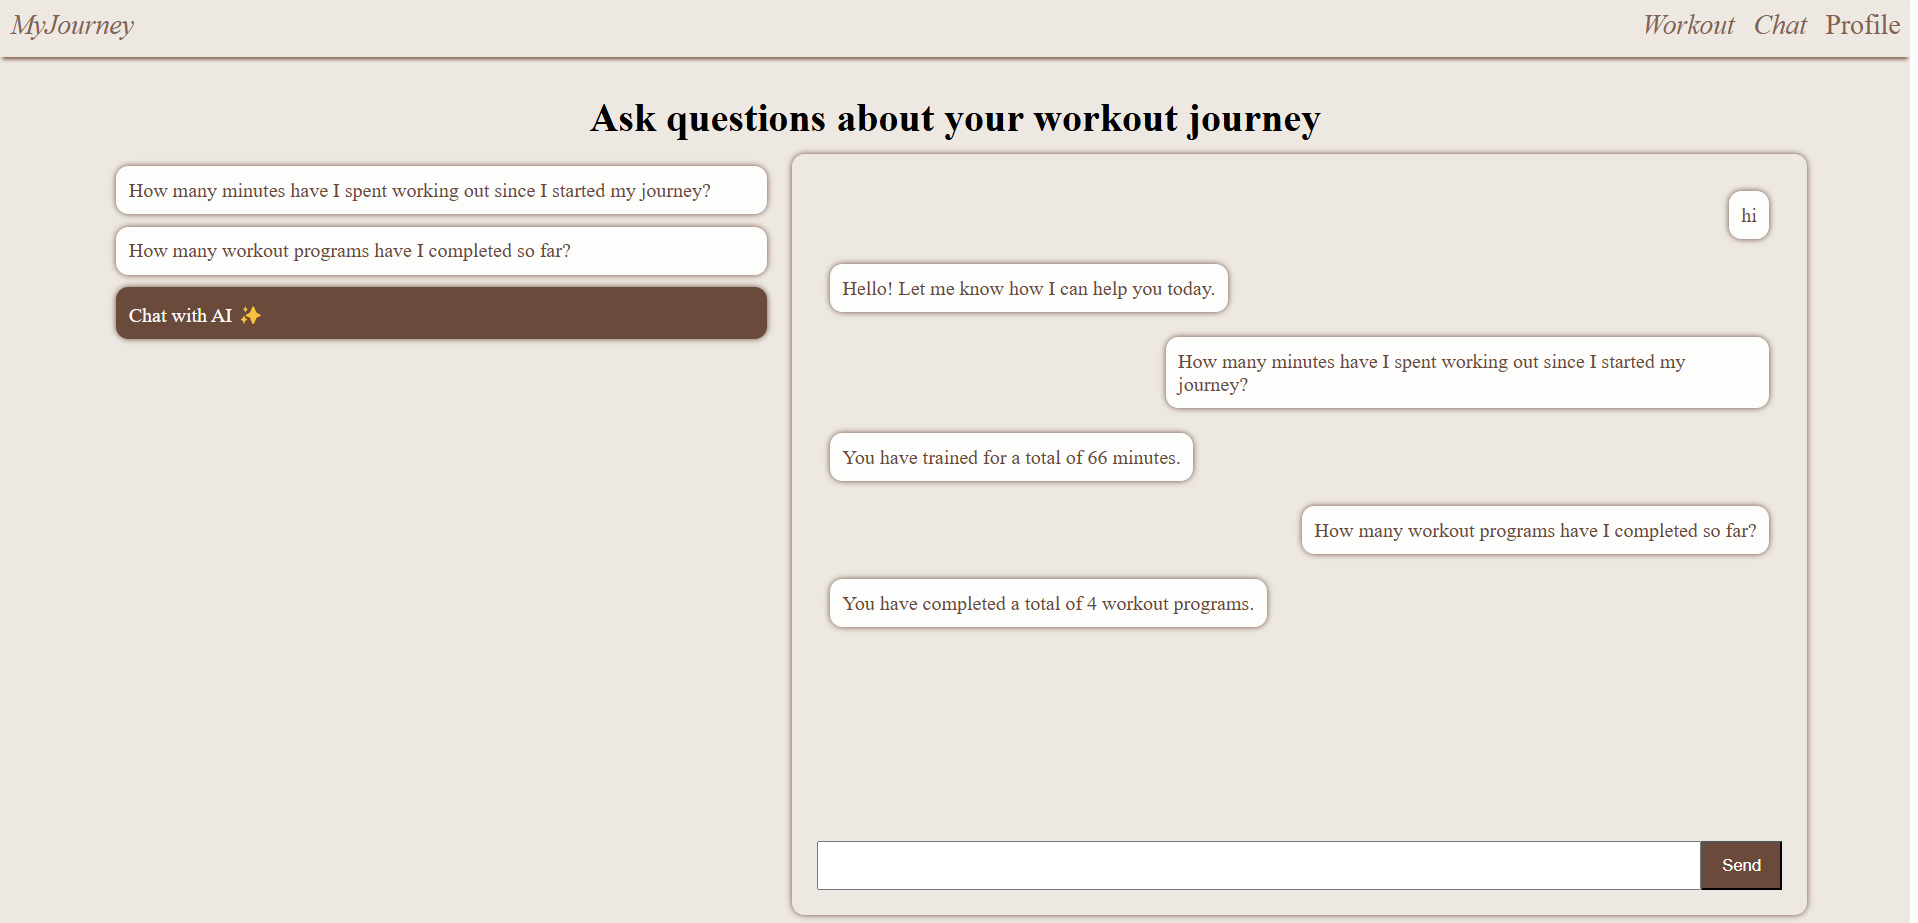 MyJourney
Workout Chat Profile
Ask questions about your workout journey
How many minutes have I spent working out since I started my journey?
How many workout programs have I completed so far?
Chat with AI ✨
hi
Hello! Let me know how I can help you today.
How many minutes have I spent working out since I started my
journey?
You have trained for a total of 66 minutes.
How many workout programs have I completed so far?
You have completed a total of 4 workout programs.
Send